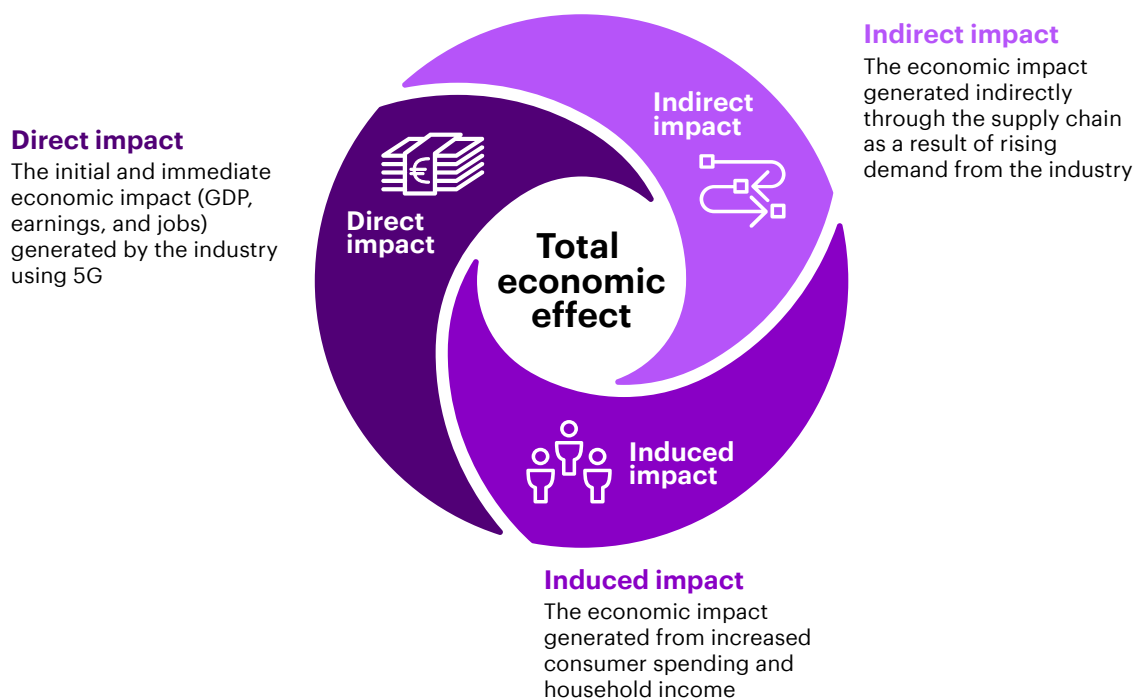 Indirect impact
The economic impact
generated indirectly
through the supply chain
as a result of rising
demand from the industry
Direct impact
The initial and immediate
economic impact (GDP,
earnings, and jobs)
generated by the industry
using 5G
Indirect
impact
€
Direct
impact
Total
economic
effect
Induced
impact
Induced impact
The economic impact
generated from increased
consumer spending and
household income